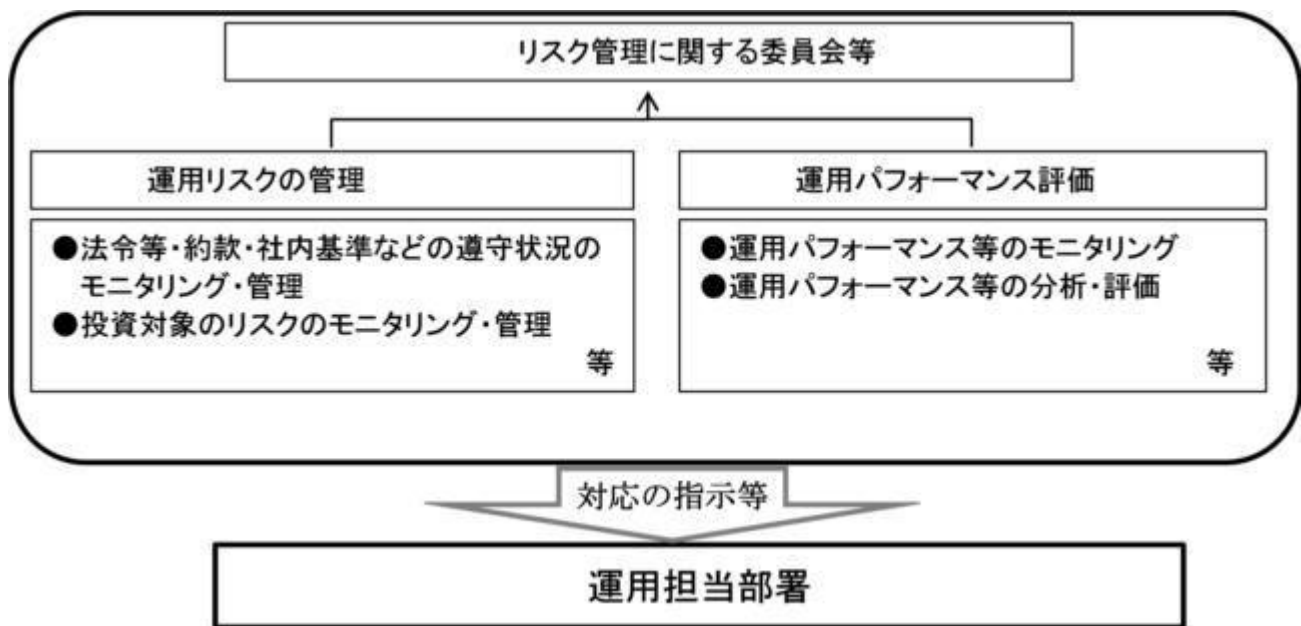 リスク管理に関する委員会等
運用リスクの管理
●法令等・約款・社内基準などの遵守状況の
モニタリング・管理
●投資対象のリスクのモニタリング・管理
等
運用パフォーマンス評価
●運用パフォーマンス等のモニタリング
●運用パフォーマンス等の分析・評価
等
対応の指示等
運用担当部署